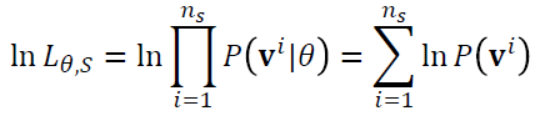 ln L_{θ,S} = ln ∏_{i=1}^{n_s} P(𝐯^i|θ) = ∑_{i=1}^{n_s} ln P(𝐯^i)